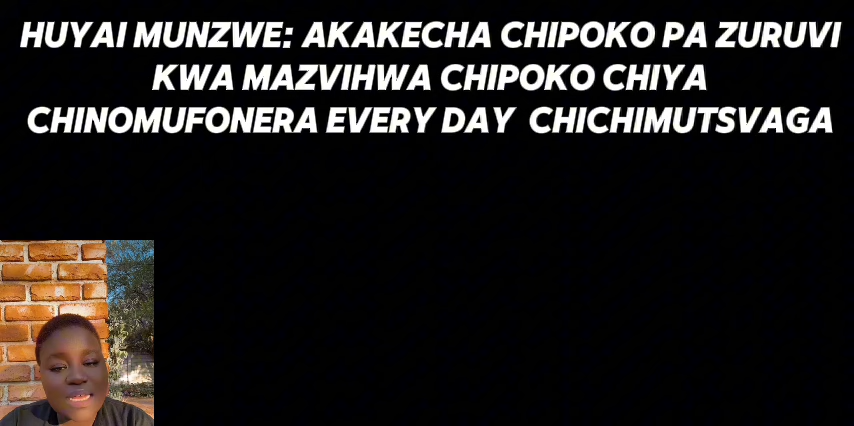 HUYAI MUNZWE: AKAKECHA CHIPOKO PA ZURUVI
KWA MAZVIHWA CHIPOKO CHIYA
CHINOMUFONERA EVERY DAY CHICHIMUTSVAGA